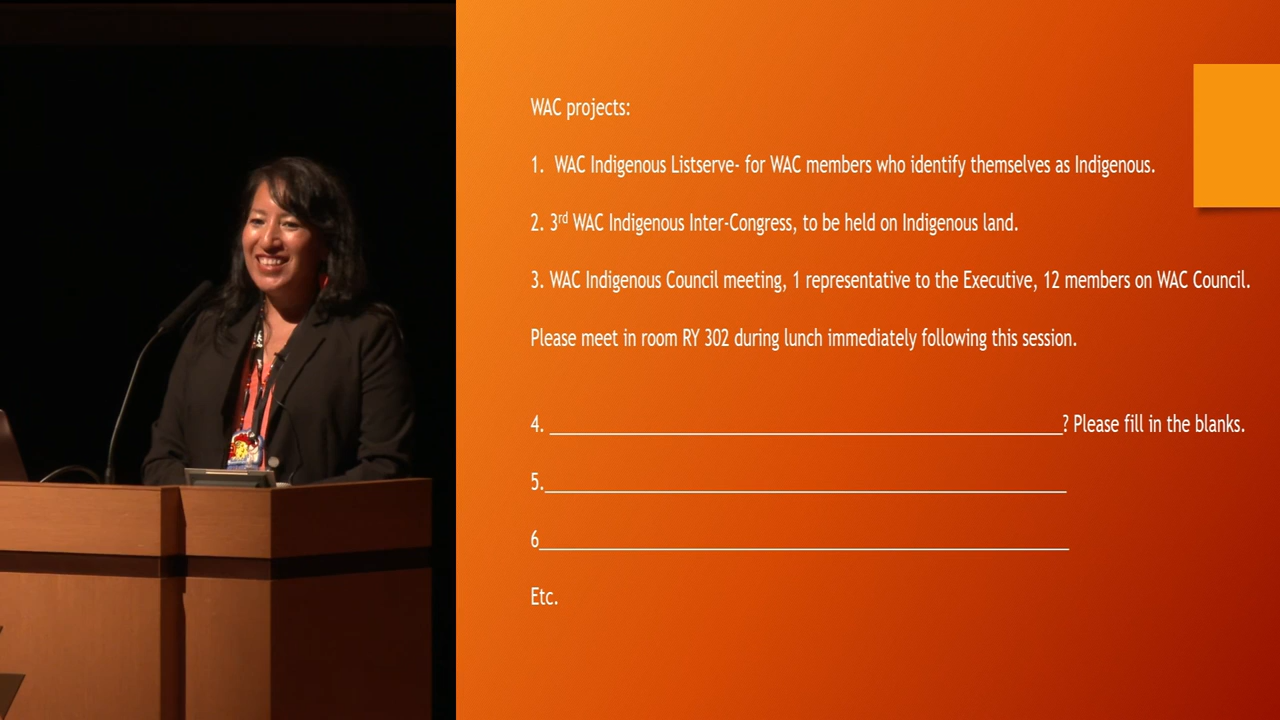 WAC projects:
1. WAC Indigenous Listserve- for WAC members who identify themselves as Indigenous.
2. 3rd WAC Indigenous Inter-Congress, to be held on Indigenous land.
3. WAC Indigenous Council meeting, 1 representative to the Executive, 12 members on WAC Council.
Please meet in room RY 302 during lunch immediately following this session.
4. ______________________________________________? Please fill in the blanks.
5._______________________________________________
6________________________________________________
Etc.